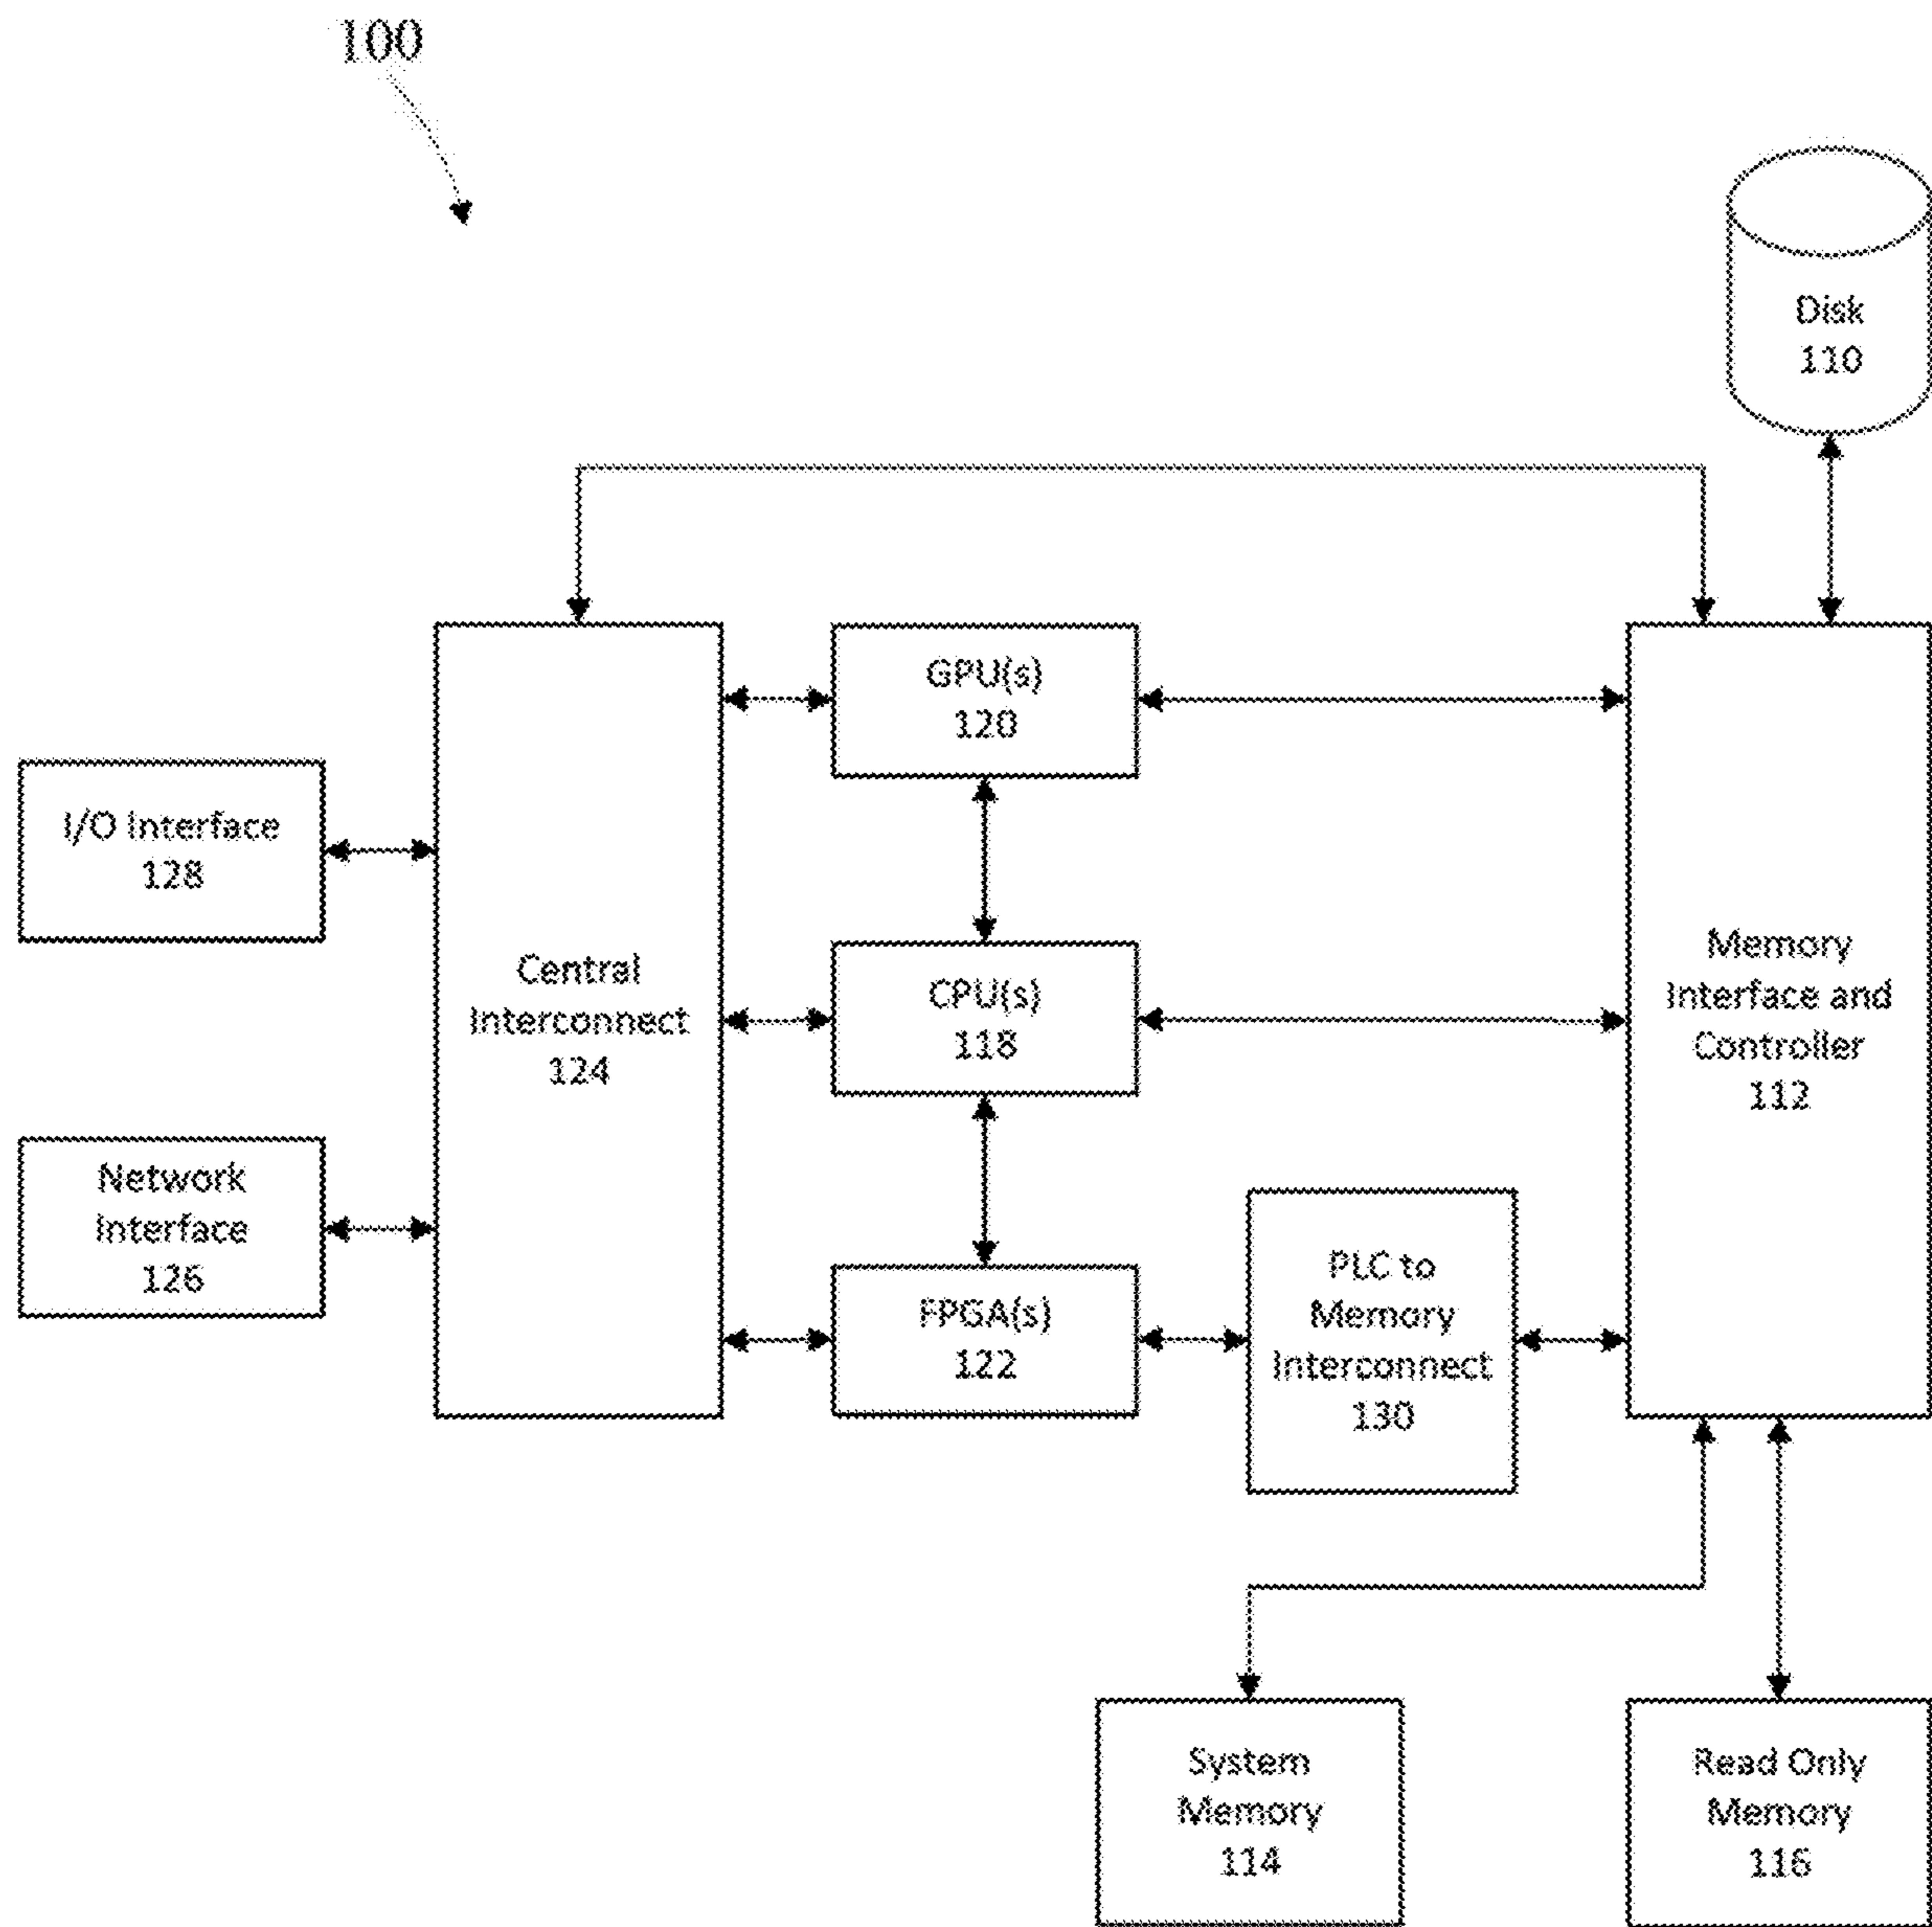 100
Disk
110
GPU(s)
120
I/O Interface
128
Central
Interconnect
124
CPU(s)
118
Memory
Interface and
Controller
112
Network
Interface
126
FPGA(s)
122
PLC to
Memory
Interconnect
130
System
Memory
114
Read Only
Memory
116